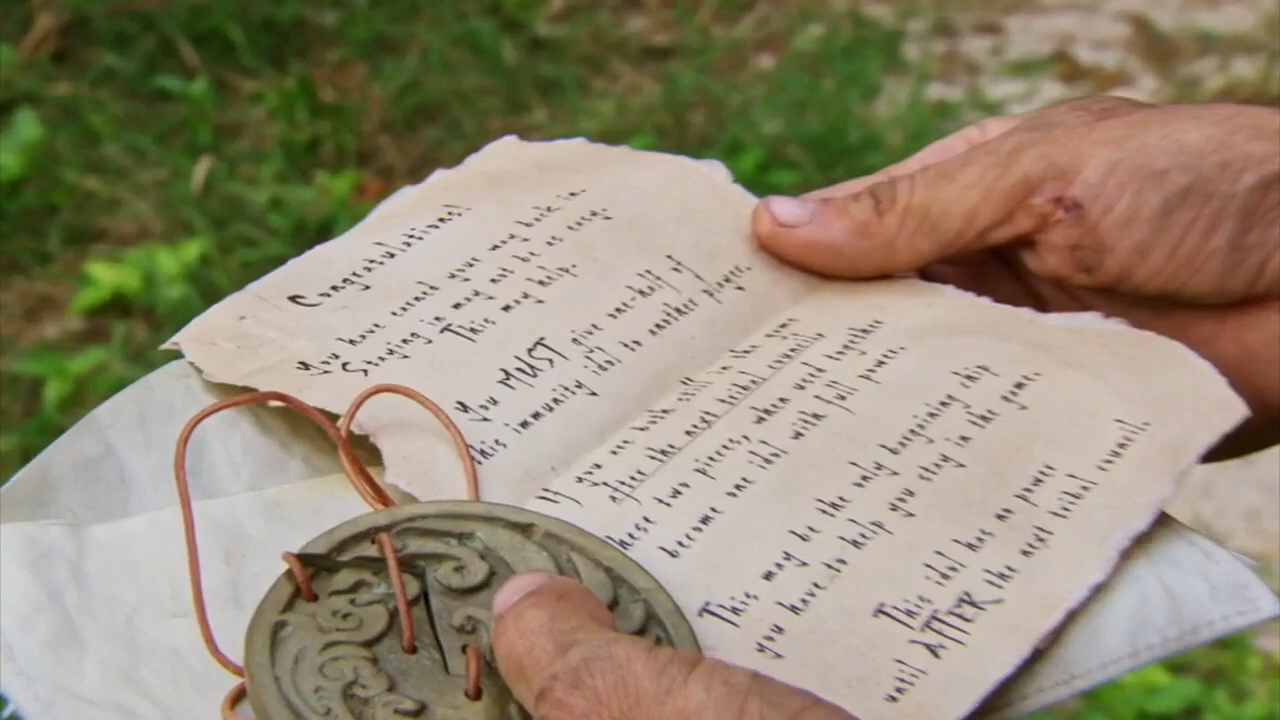 Congratulations!
You have earned your way back in.
Staying in may not be as easy.
This may help.
You MUST give one-half of
this immunity idol to another player.
If you are both still in the game
after the next tribal council,
these two pieces, when used together
become one idol with full power.
This may be the only bargaining chip
you have to help you stay in the game.
This idol has no power
until AFTER the next tribal council.